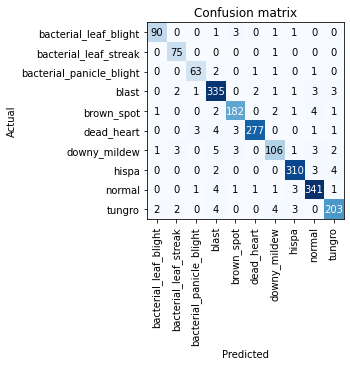 Confusion matrix
Actual
bacterial_leaf_blight 90 0 0 1 3 0 1 1 0 0
bacterial_leaf_streak 0 75 0 0 0 0 1 0 0 0
bacterial_panicle_blight 0 0 63 2 0 1 1 0 1 0
blast 0 2 1 335 2 1 2 1 3 3
brown_spot 1 0 0 2 182 0 2 1 4 1
dead_heart 0 0 3 4 3 277 0 0 1 1
downy_mildew 1 3 0 5 3 0 106 1 3 2
hispa 0 0 0 2 0 0 0 310 3 4
normal 0 0 1 4 1 1 1 3 341 1
tungro 2 2 0 4 0 0 4 3 0 203
bacterial_leaf_blight
bacterial_leaf_streak
bacterial_panicle_blight
blast
brown_spot
dead_heart
downy_mildew
hispa
normal
tungro
Predicted